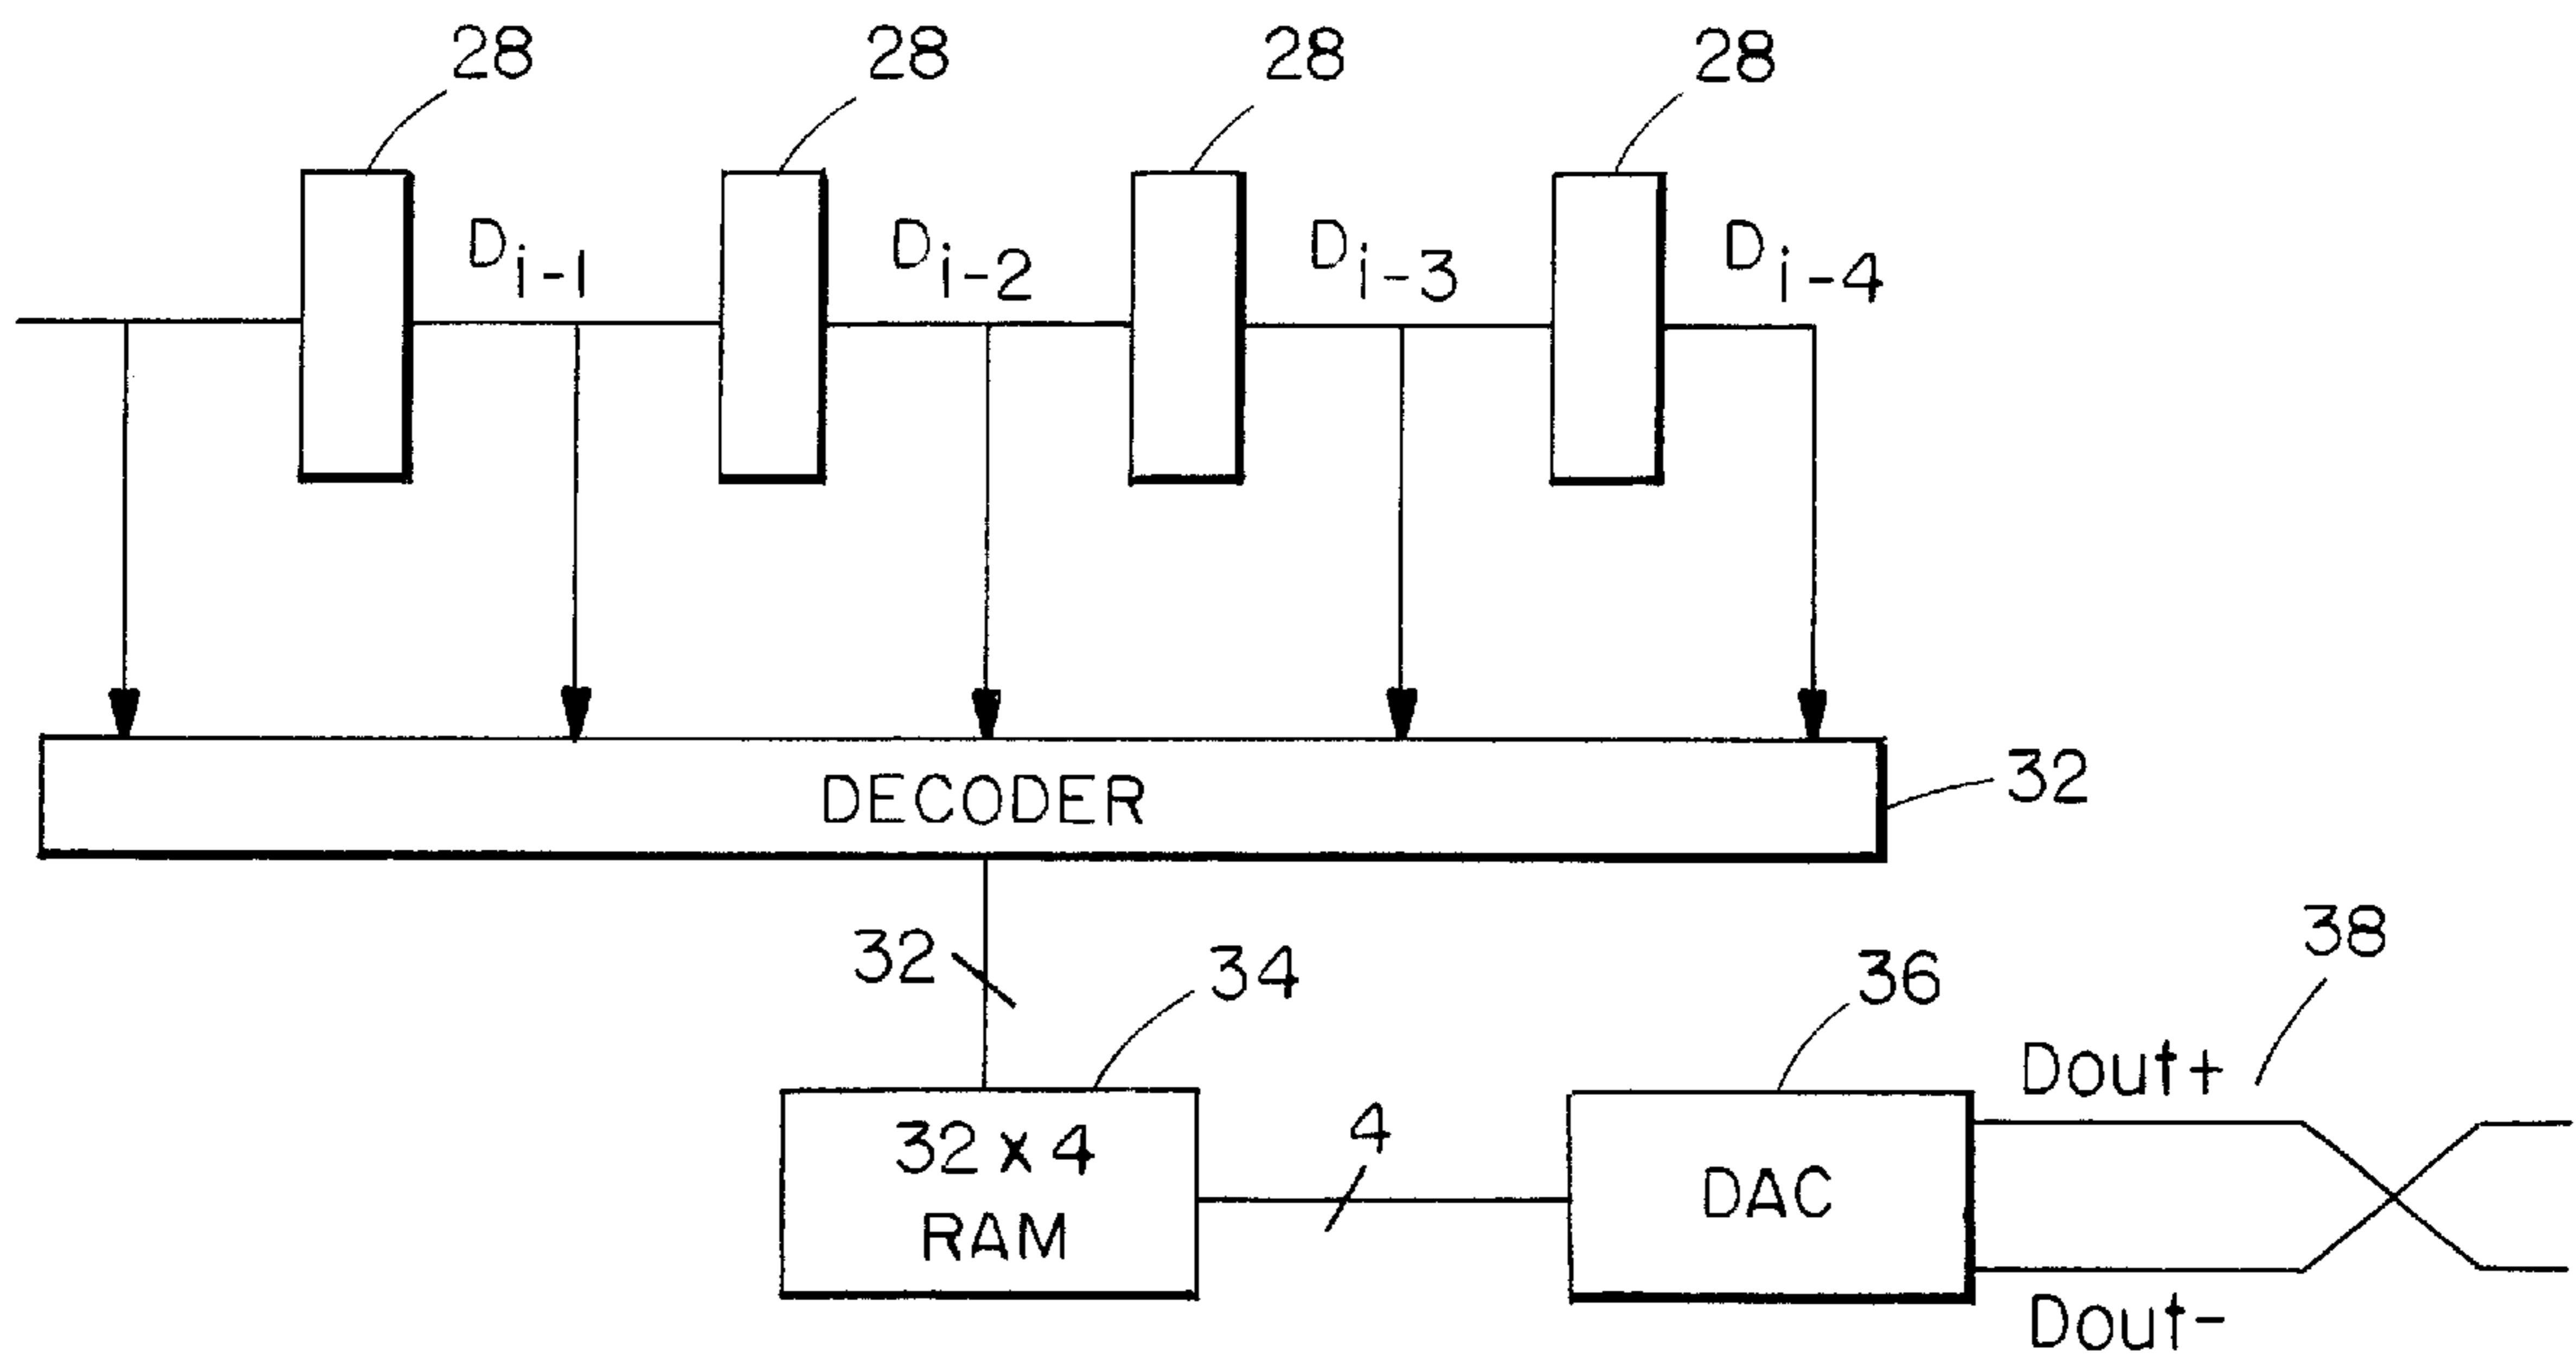 28 28 28 28
Di-1 Di-2 Di-3 Di-4
DECODER 32
32 34 36 38
Dout+
32 x 4
RAM
4
DAC
Dout-